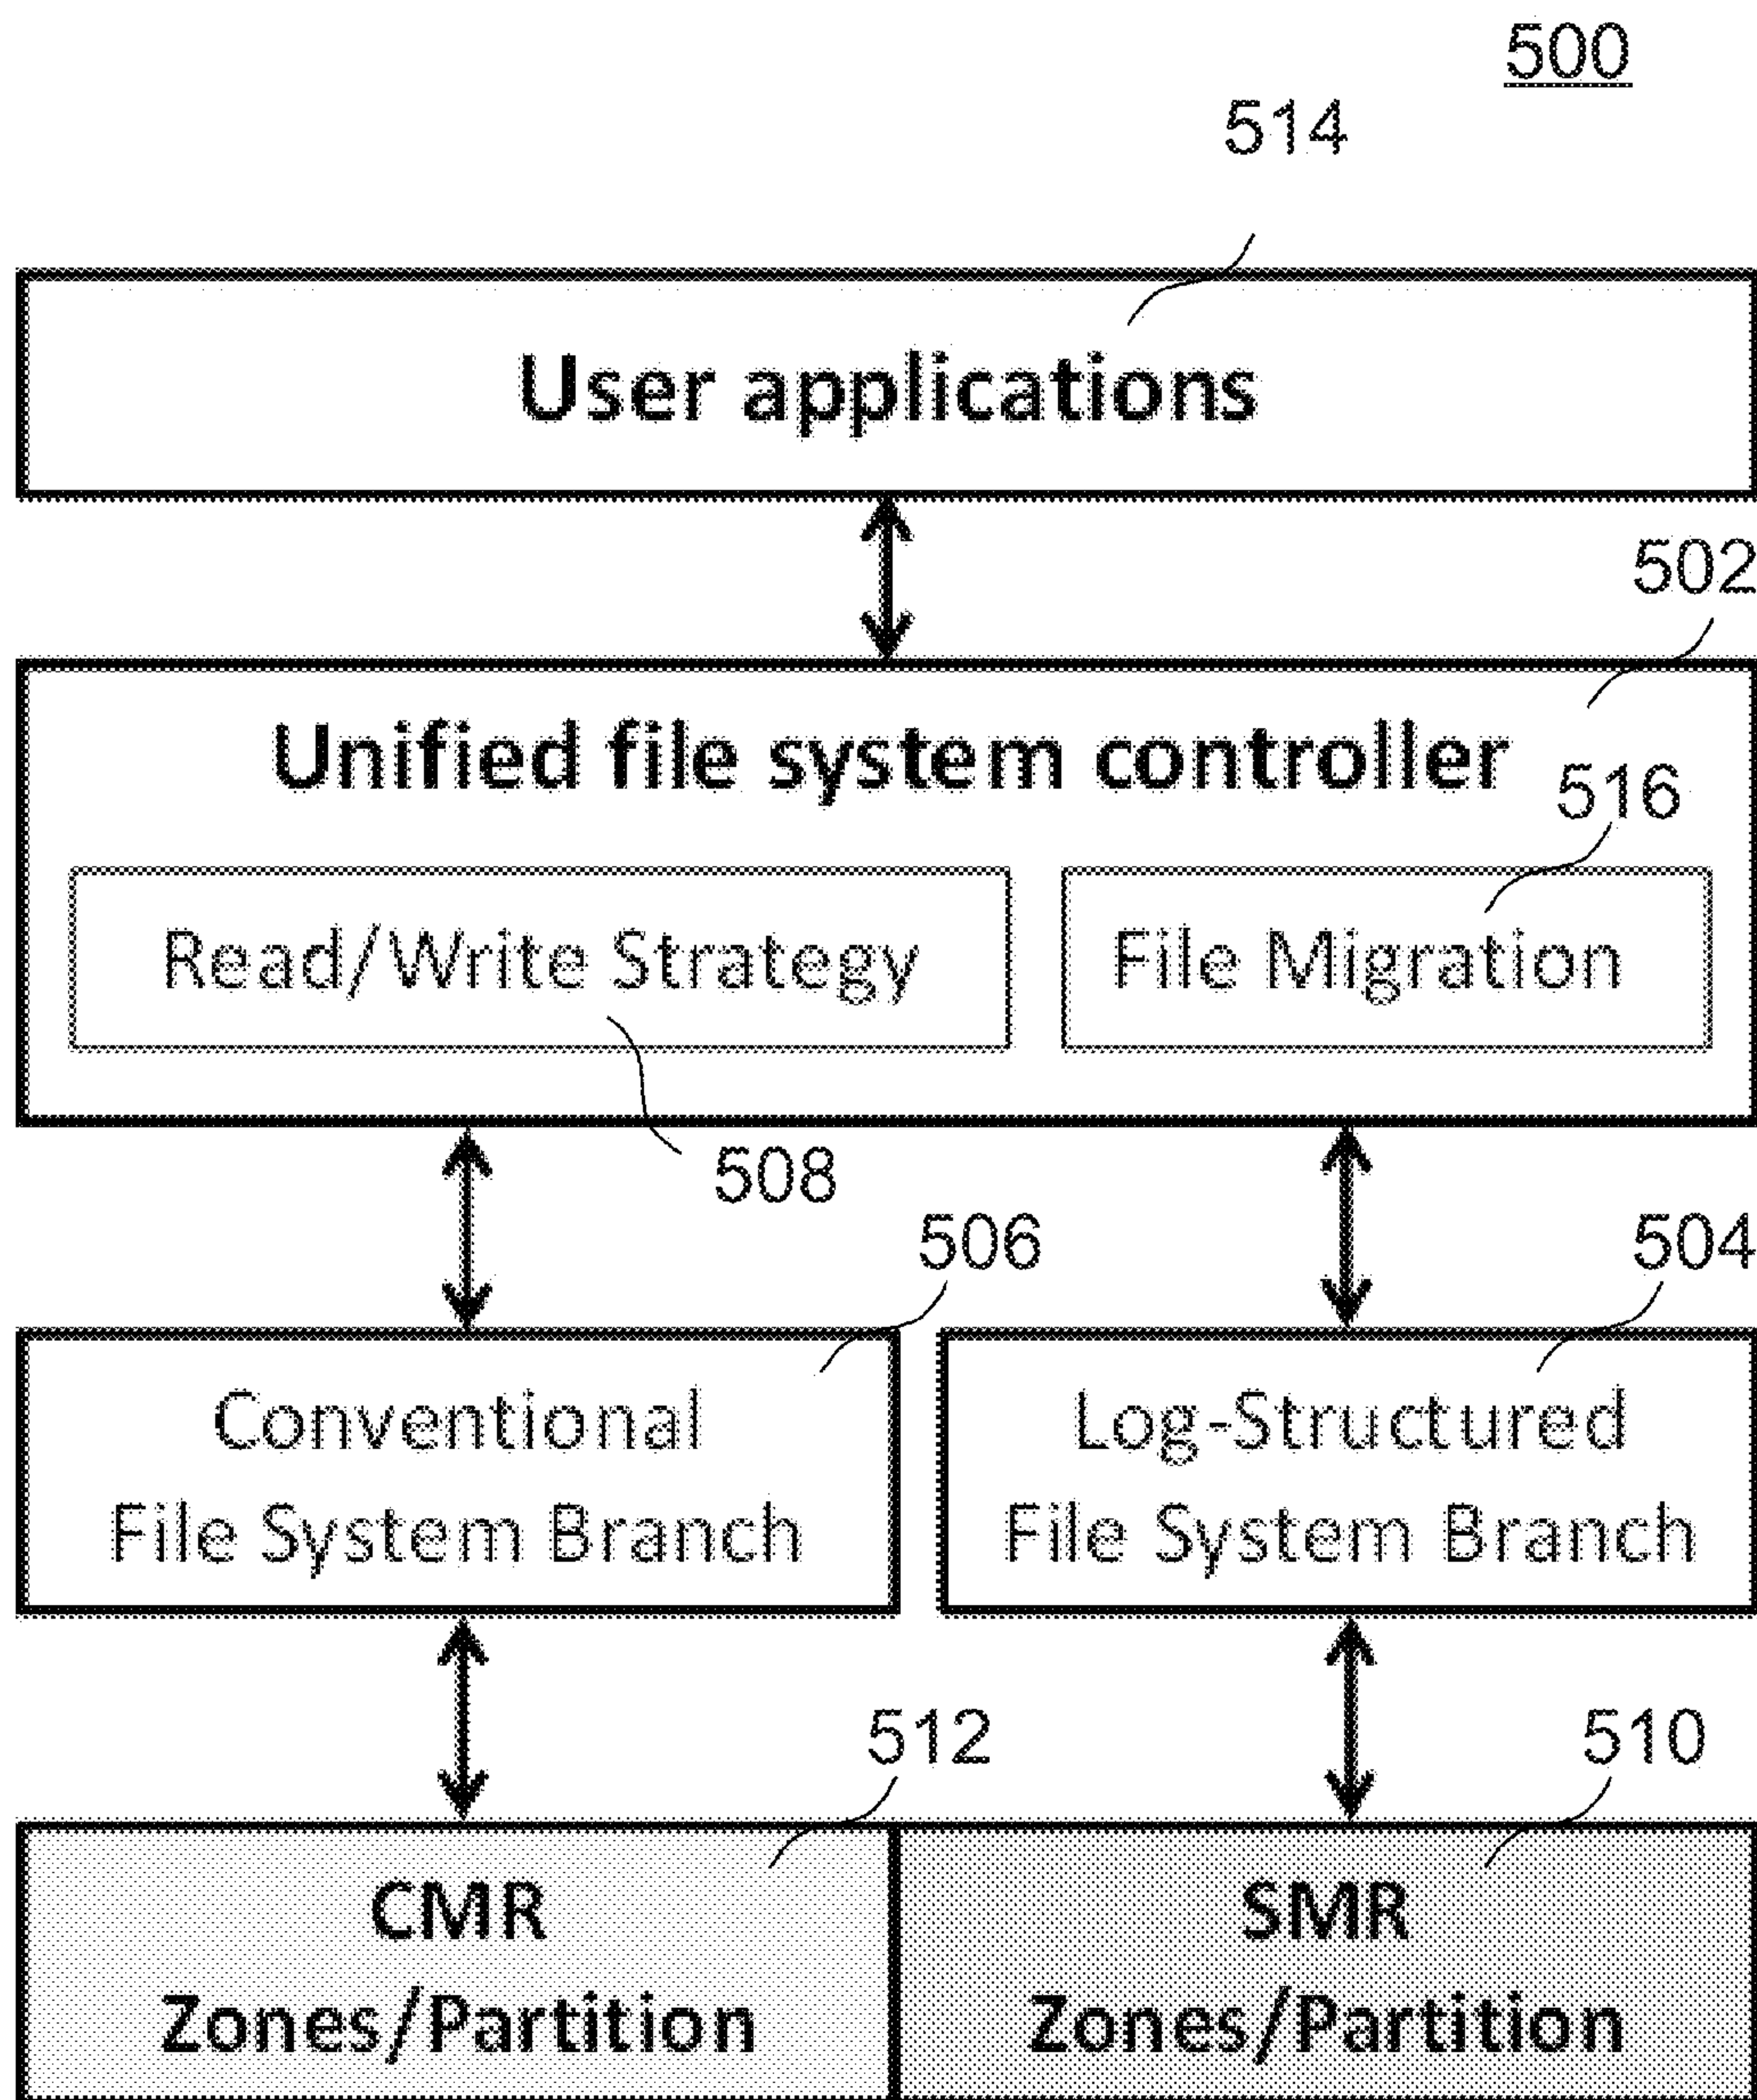 500
514
User applications
502
Unified file system controller
516
Read/Write Strategy
File Migration
508
506
504
Conventional
File System Branch
Log-Structured
File System Branch
512
510
CMR
Zones/Partition
SMR
Zones/Partition